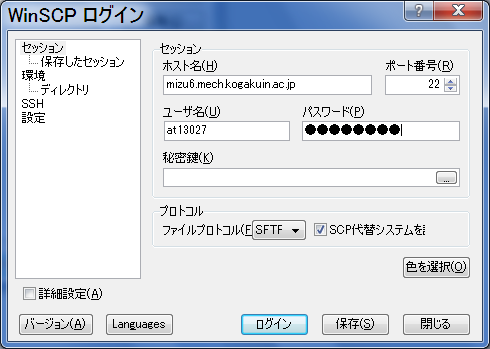 WinSCP ログイン
セッション
保存したセッション
環境
ディレクトリ
SSH
設定
セッション
ホスト名(H)
ポート番号(R)
mizu6.mech.kogakuin.ac.jp
22
ユーザ名(U)
パスワード(P)
at13027
●●●●●●●●
秘密鍵(K)
...
プロトコル
ファイルプロトコル(F
SFTF
SCP代替システムを
色を選択(O)
詳細設定(A)
バージョン(A)
Languages
ログイン
保存(S)
閉じる